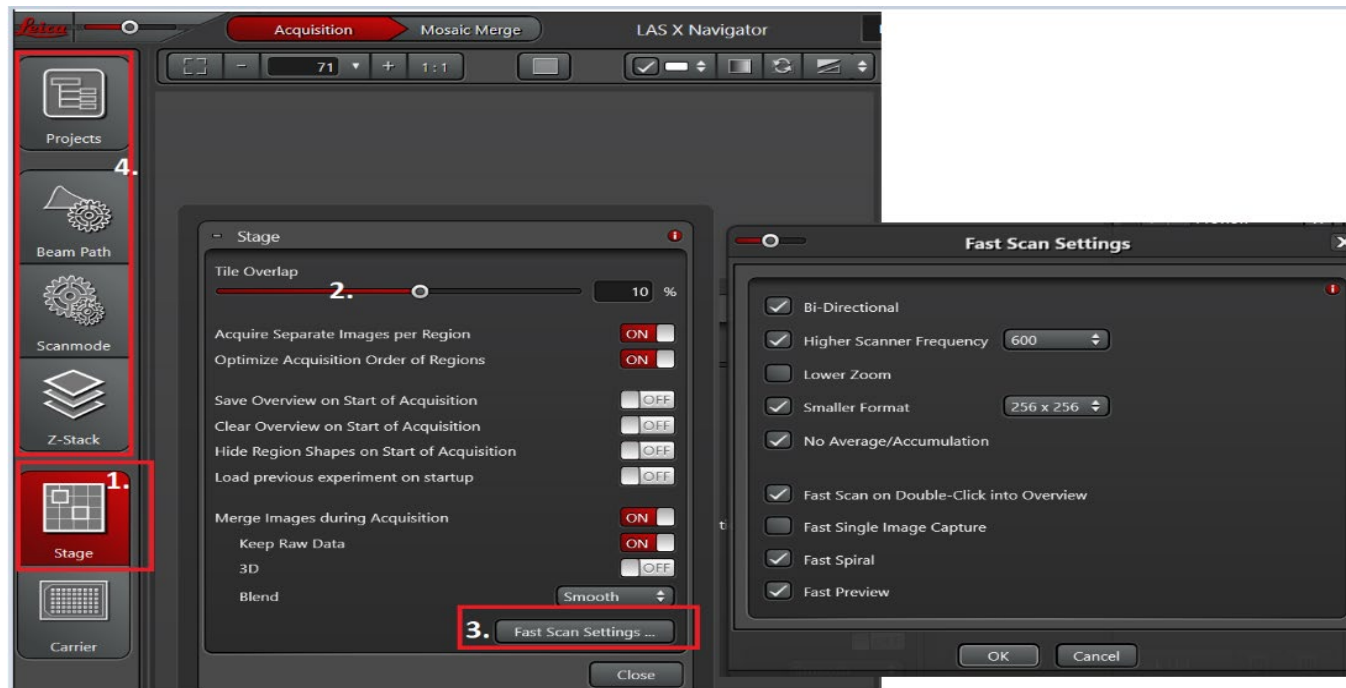 Leica
Acquisition
Mosaic Merge
LAS X Navigator
- 71 + 1:1
Projects
4.
Beam Path
Scanmode
Z-Stack
1.
Stage
Carrier
- Stage
Tile Overlap
2.
10 %
Acquire Separate Images per Region ON
Optimize Acquisition Order of Regions ON
Save Overview on Start of Acquisition OFF
Clear Overview on Start of Acquisition OFF
Hide Region Shapes on Start of Acquisition OFF
Load previous experiment on startup OFF
Merge Images during Acquisition ON
Keep Raw Data ON
3D OFF
Blend Smooth
3. Fast Scan Settings ...
Close
Fast Scan Settings
Bi-Directional
Higher Scanner Frequency 600
Lower Zoom
Smaller Format 256 x 256
No Average/Accumulation
Fast Scan on Double-Click into Overview
Fast Single Image Capture
Fast Spiral
Fast Preview
OK Cancel